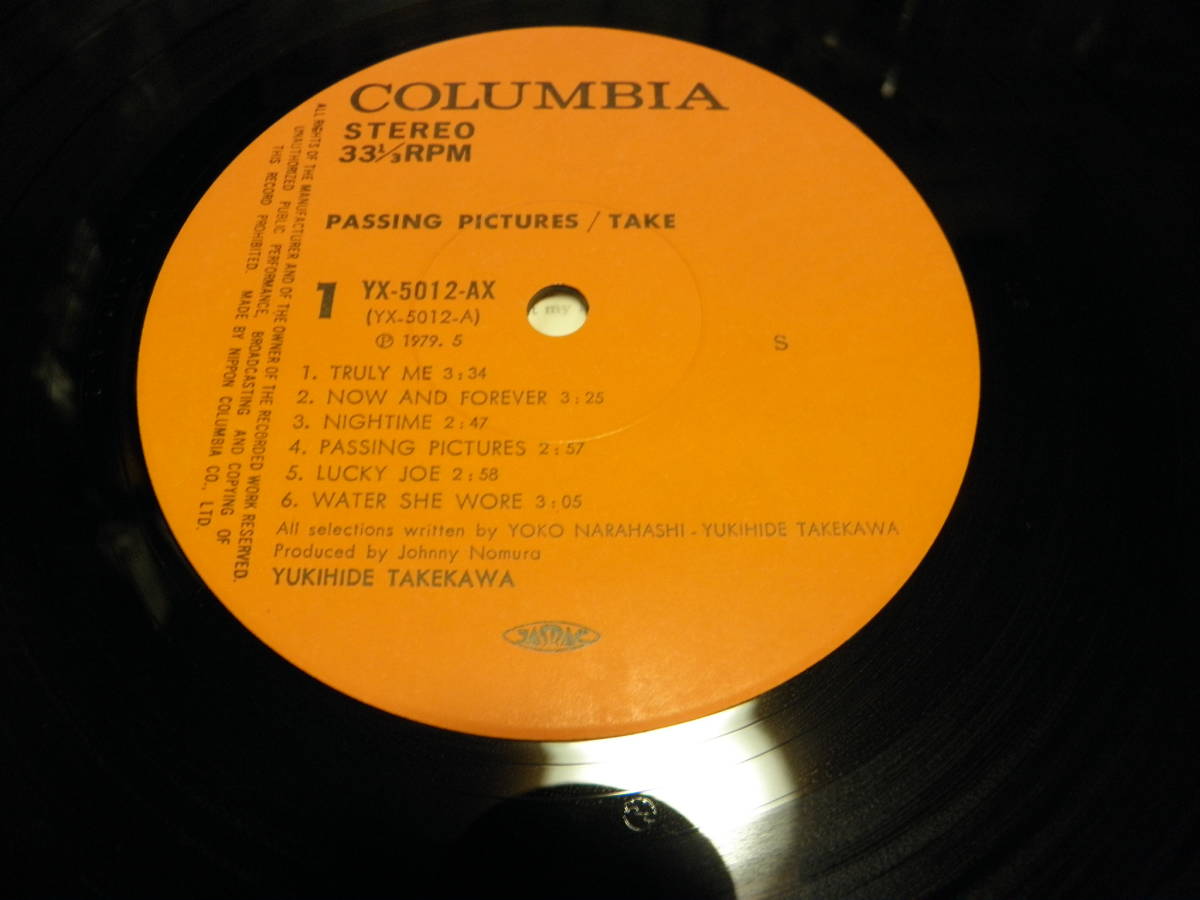 COLUMBIA
STEREO
33⅓RPM
PASSING PICTURES / TAKE
1
YX-5012-AX
(YX-5012-A)
Ⓟ 1979. 5
S
1. TRULY ME 3:34
2. NOW AND FOREVER 3:25
3. NIGHTIME 2:47
4. PASSING PICTURES 2:57
5. LUCKY JOE 2:58
6. WATER SHE WORE 3:05
All selections written by YOKO NARAHASHI - YUKIHIDE TAKEKAWA
Produced by Johnny Nomura
YUKIHIDE TAKEKAWA
JASRAC
ALL RIGHTS OF THE MANUFACTURER AND OF THE OWNER OF THE RECORDED WORK RESERVED.
UNAUTHORIZED PUBLIC PERFORMANCE, BROADCASTING AND COPYING OF
THIS RECORD PROHIBITED. MADE BY NIPPON COLUMBIA CO., LTD.
my